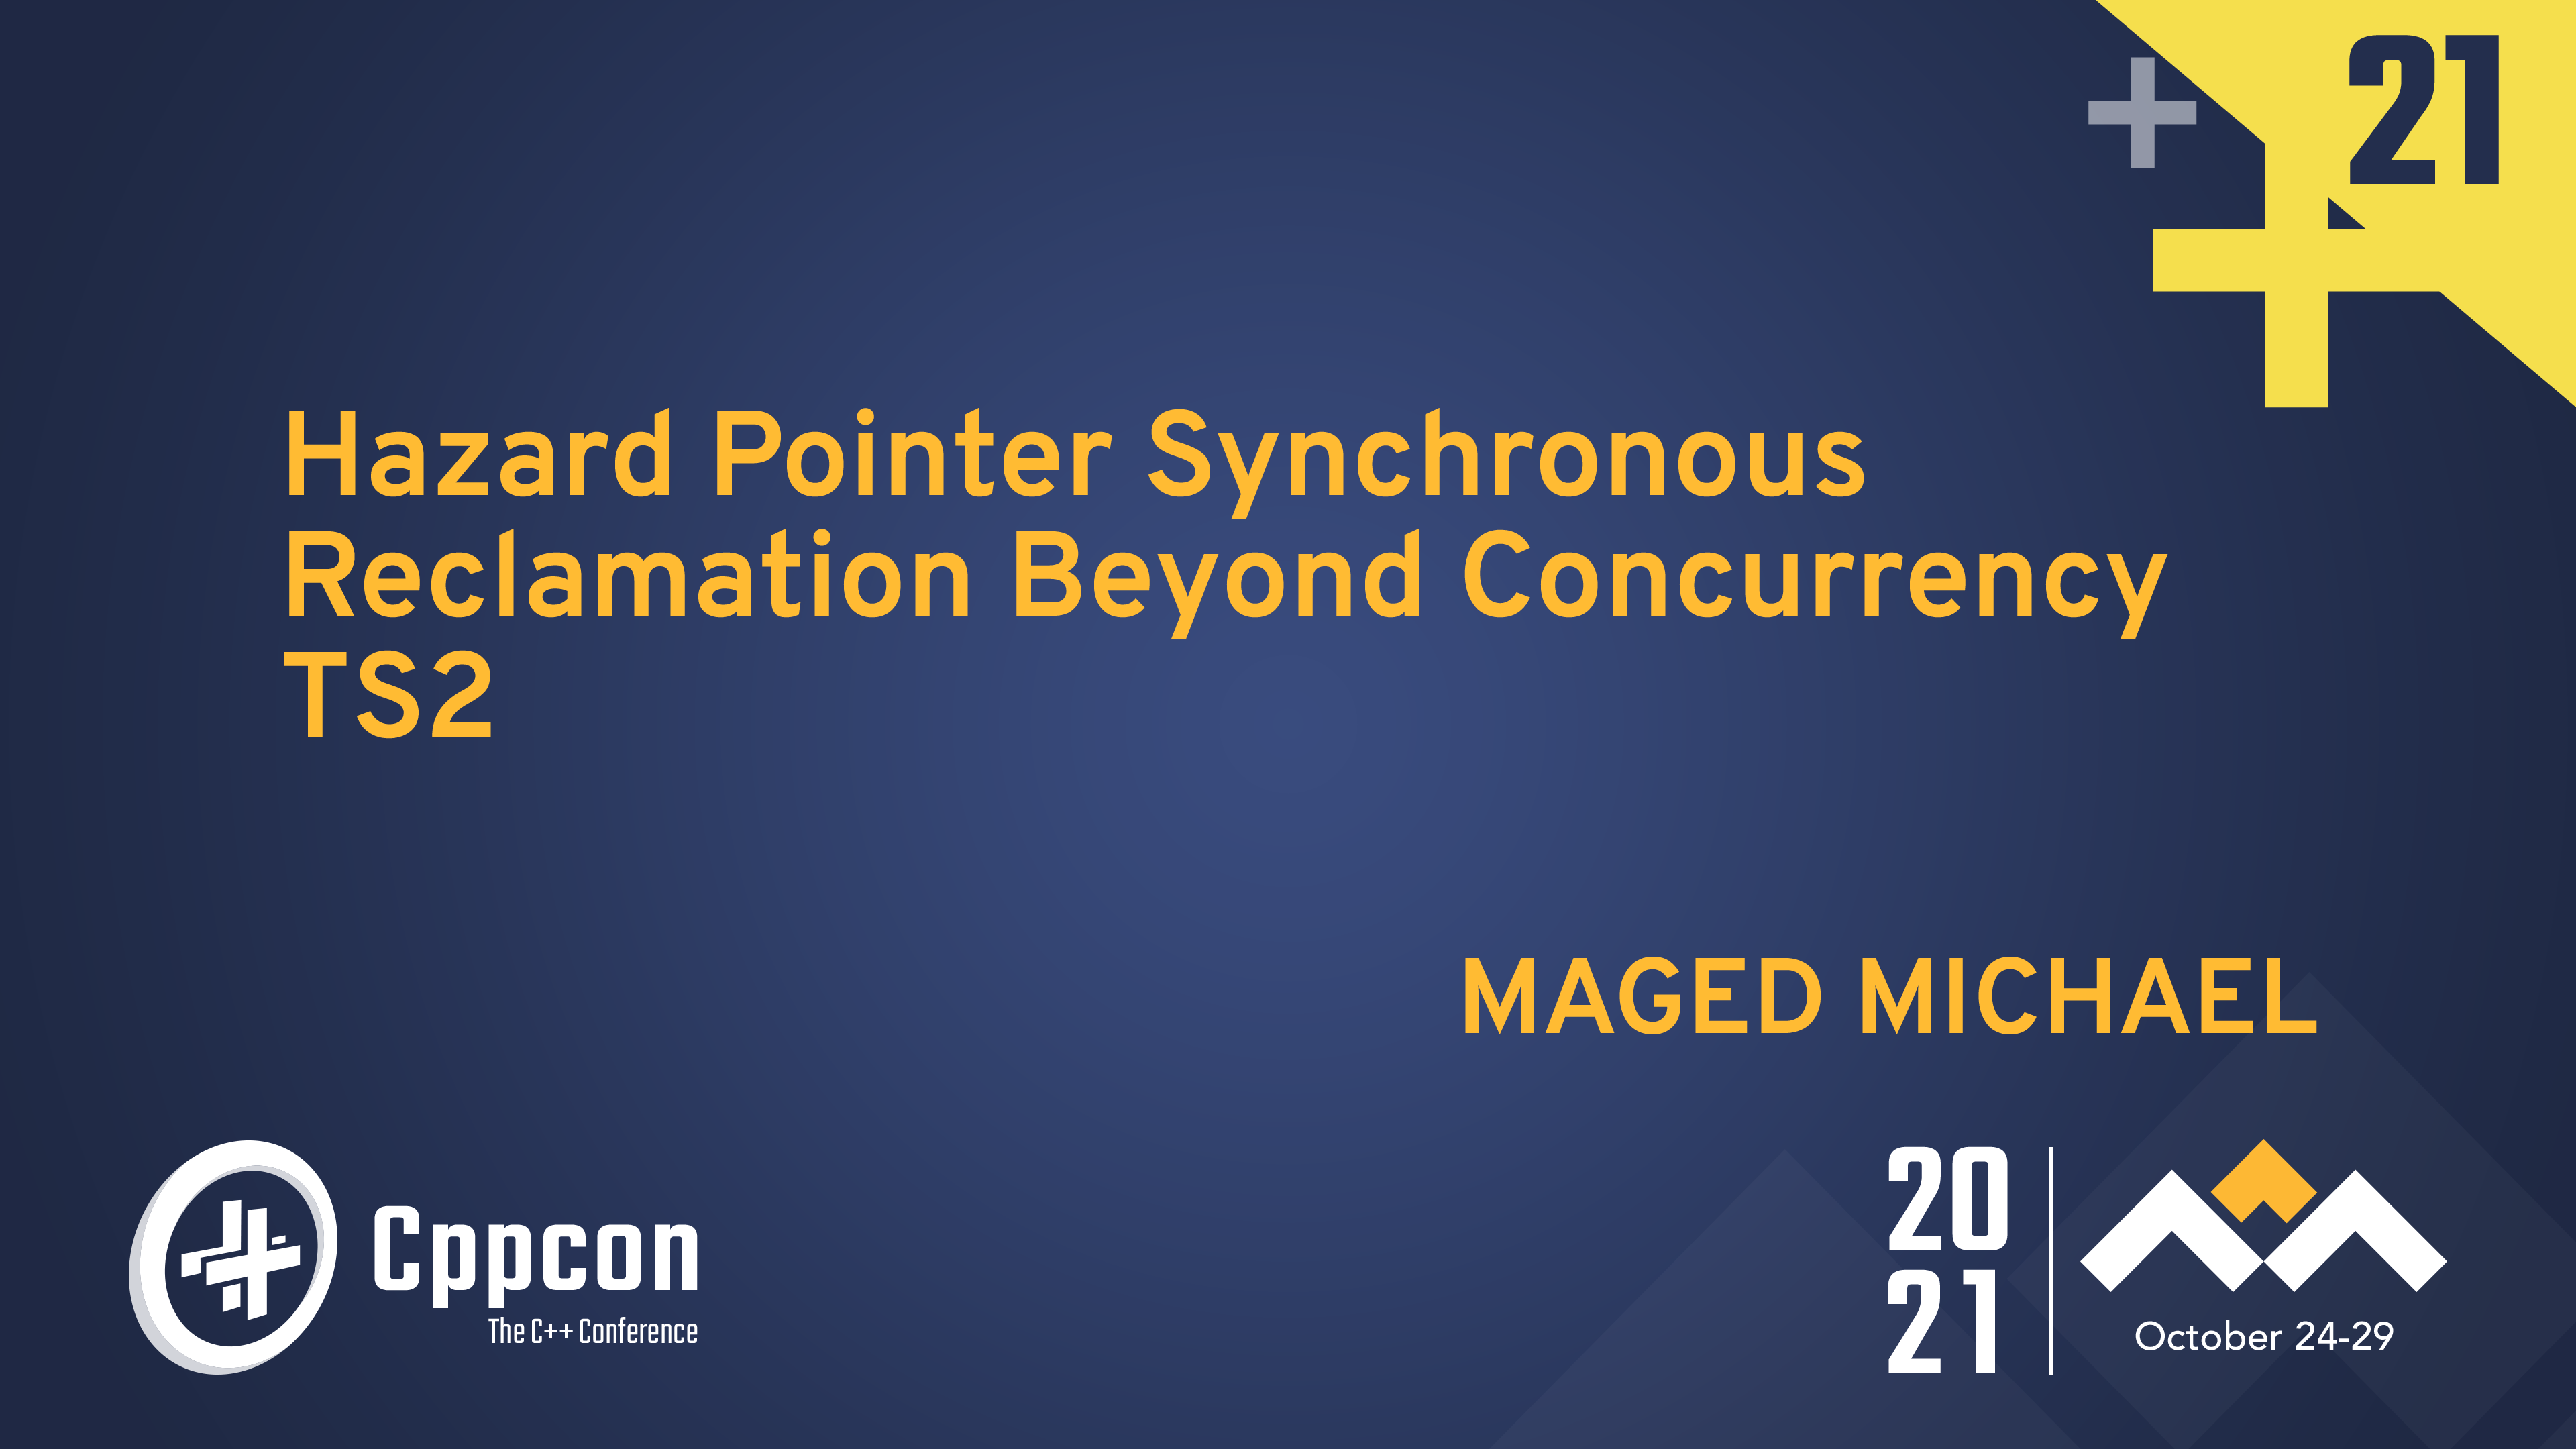 21
Hazard Pointer Synchronous
Reclamation Beyond Concurrency
TS2
MAGED MICHAEL
Cppcon
The C++ Conference
20
21
October 24-29